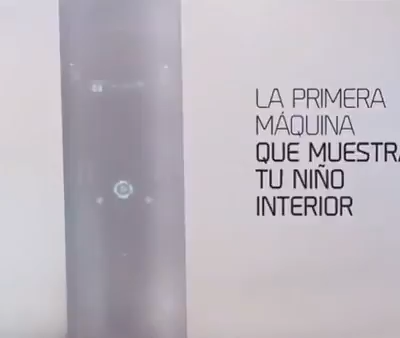 LA PRIMERA
MÁQUINA
QUE MUESTRA
TU NIÑO
INTERIOR